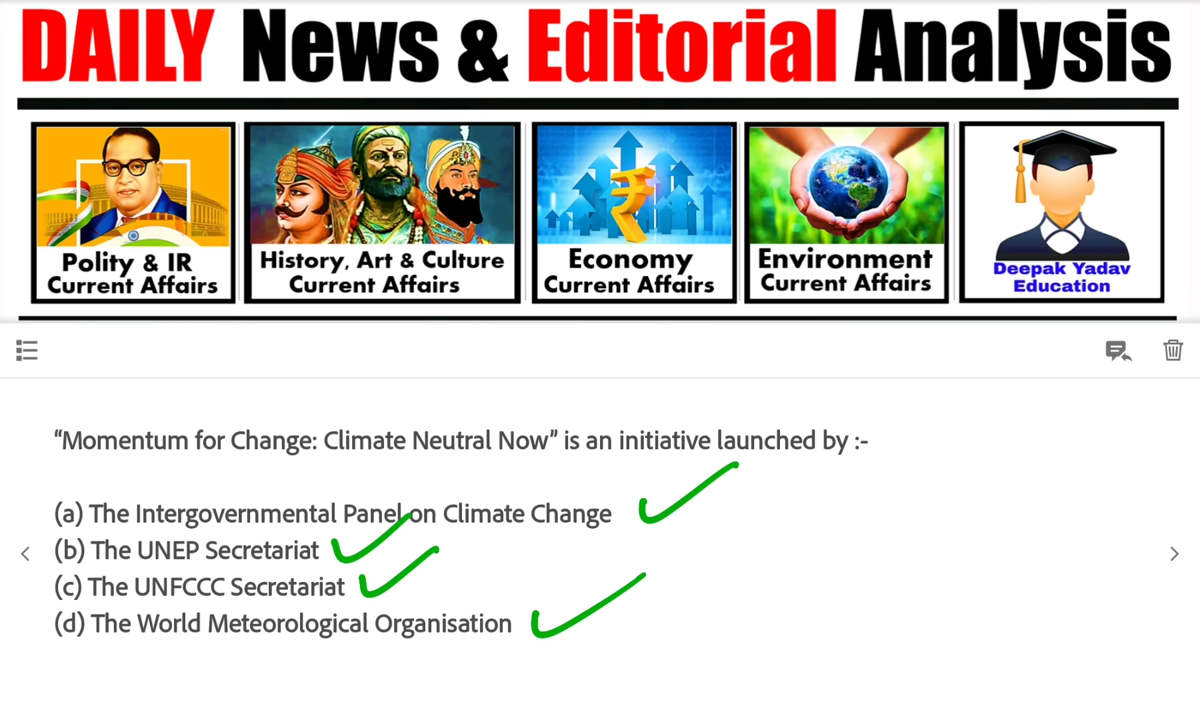 DAILY News & Editorial Analysis
Polity & IR
Current Affairs
History, Art & Culture
Current Affairs
Economy
Current Affairs
Environment
Current Affairs
Deepak Yadav
Education
“Momentum for Change: Climate Neutral Now” is an initiative launched by :-
(a) The Intergovernmental Panel on Climate Change
(b) The UNEP Secretariat
(c) The UNFCCC Secretariat
(d) The World Meteorological Organisation